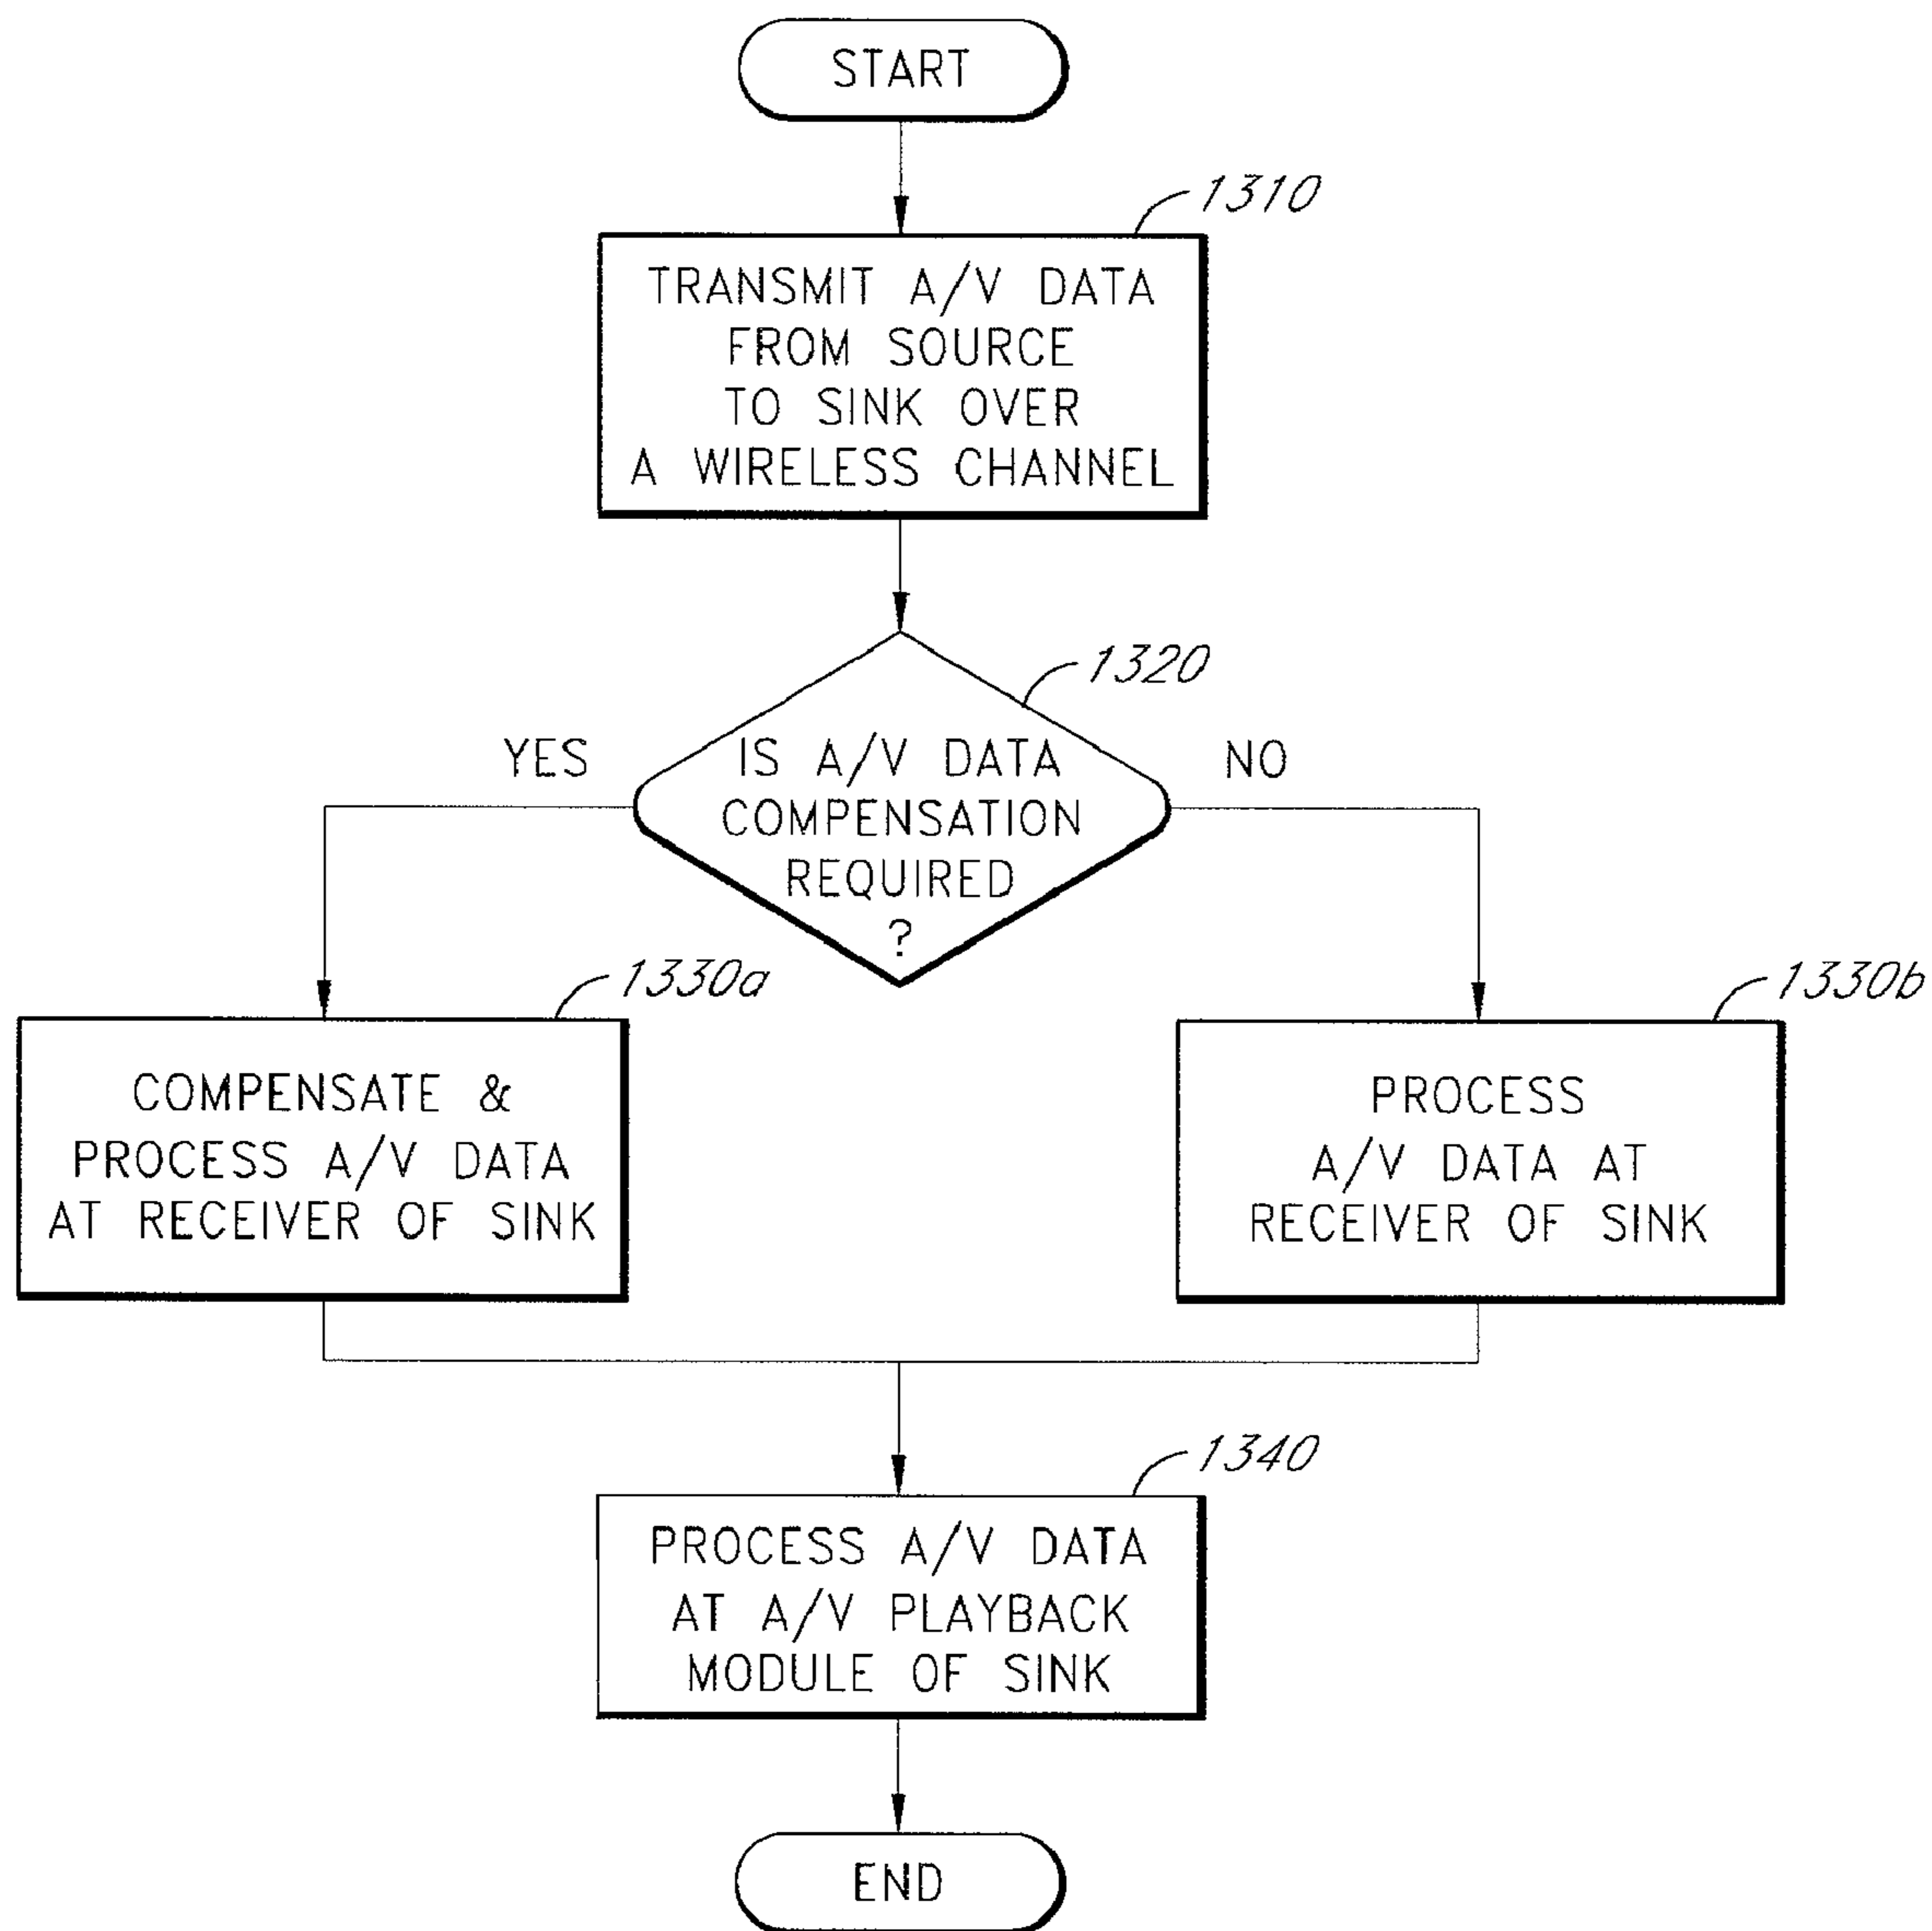 START
1310
TRANSMIT A/V DATA
FROM SOURCE
TO SINK OVER
A WIRELESS CHANNEL
1320
YES
IS A/V DATA
COMPENSATION
REQUIRED
?
NO
1330a
COMPENSATE &
PROCESS A/V DATA
AT RECEIVER OF SINK
1330b
PROCESS
A/V DATA AT
RECEIVER OF SINK
1340
PROCESS A/V DATA
AT A/V PLAYBACK
MODULE OF SINK
END